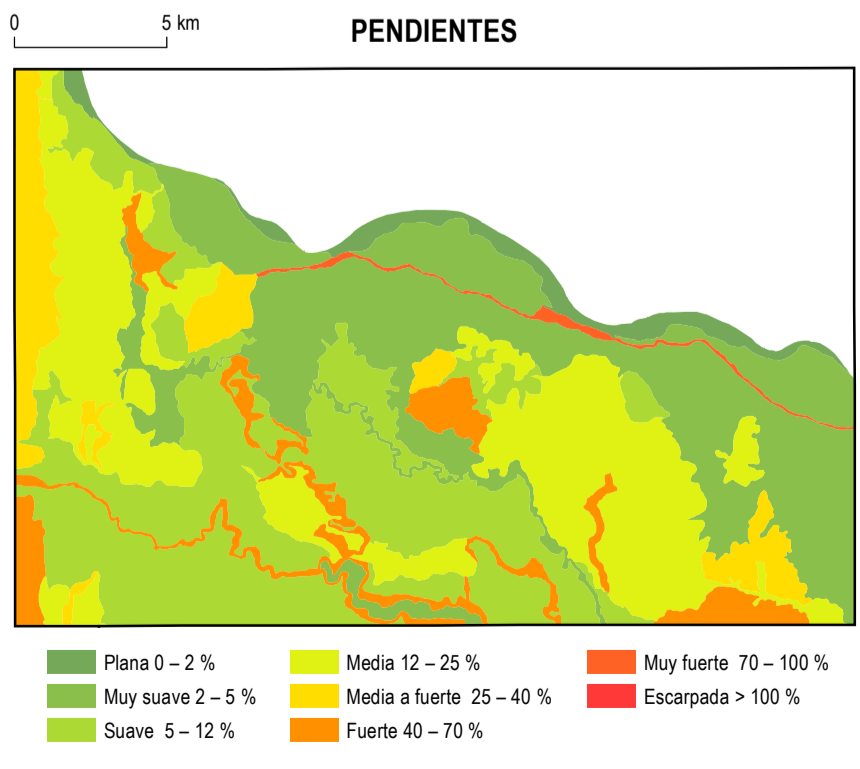 0 5 km
PENDIENTES
Plana 0 – 2 %
Muy suave 2 – 5 %
Suave 5 – 12 %
Media 12 – 25 %
Media a fuerte 25 – 40 %
Fuerte 40 – 70 %
Muy fuerte 70 – 100 %
Escarpada > 100 %